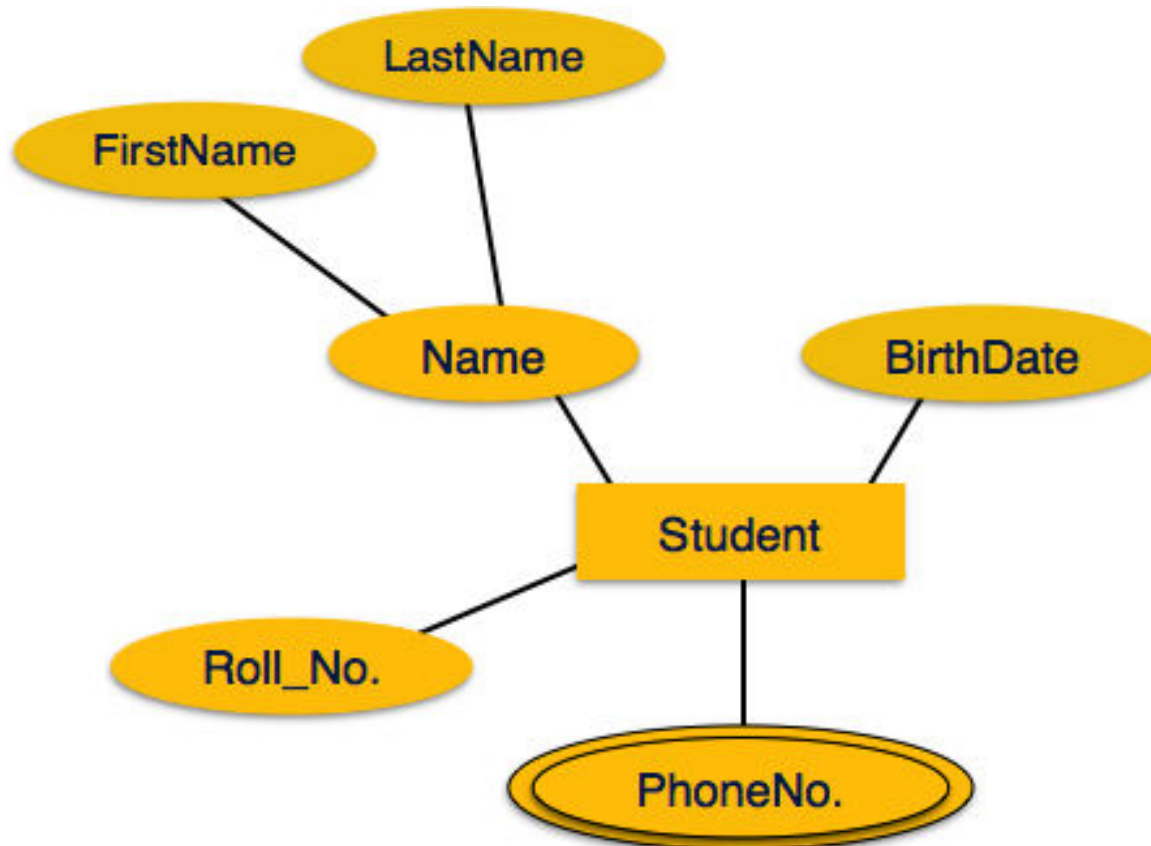 LastName
FirstName
Name
BirthDate
Student
Roll_No.
PhoneNo.